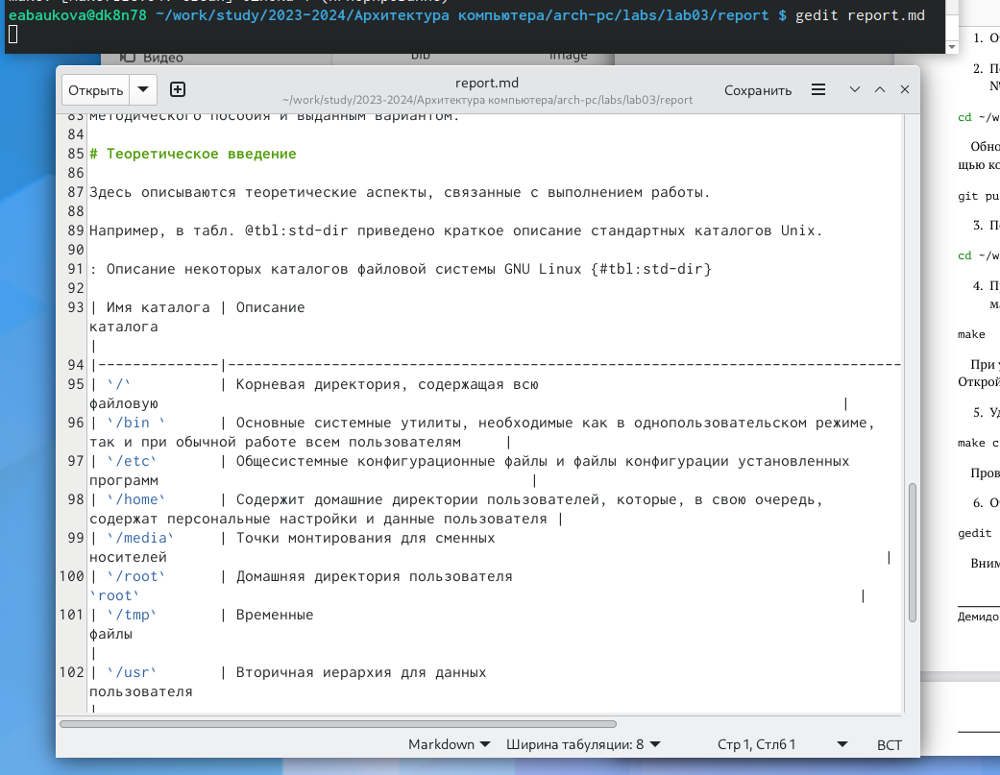 eabaukova@dk8n78 ~/work/study/2023-2024/Архитектура компьютера/arch-pc/labs/lab03/report $ gedit report.md
Видео
bib
image
Открыть
report.md
~/work/study/2023-2024/Архитектура компьютера/arch-pc/labs/lab03/report
Сохранить
83 методического пособия и выданным вариантом.
84
85 # Теоретическое введение
86
87 Здесь описываются теоретические аспекты, связанные с выполнением работы.
88
89 Например, в табл. @tbl:std-dir приведено краткое описание стандартных каталогов Unix.
90
91 : Описание некоторых каталогов файловой системы GNU Linux {#tbl:std-dir}
92
93 | Имя каталога | Описание
каталога
|
94 |--------------|------------------------------------------------------------------------------
95 | `/` | Корневая директория, содержащая всю
файловую |
96 | `/bin ` | Основные системные утилиты, необходимые как в однопользовательском режиме,
так и при обычной работе всем пользователям |
97 | `/etc` | Общесистемные конфигурационные файлы и файлы конфигурации установленных
программ |
98 | `/home` | Содержит домашние директории пользователей, которые, в свою очередь,
содержат персональные настройки и данные пользователя |
99 | `/media` | Точки монтирования для сменных
носителей |
100 | `/root` | Домашняя директория пользователя
`root` |
101 | `/tmp` | Временные
файлы
|
102 | `/usr` | Вторичная иерархия для данных
пользователя
|
Markdown
Ширина табуляции: 8
Стр 1, Стлб 1
ВСТ
1. О
2. П
№
cd ~/w
Обно
щью ко
git pu
3. П
cd ~/w
4. П
ма
make
При у
Открой
5. Уд
make c
Пров
6. О
gedit
Вним
Демидо